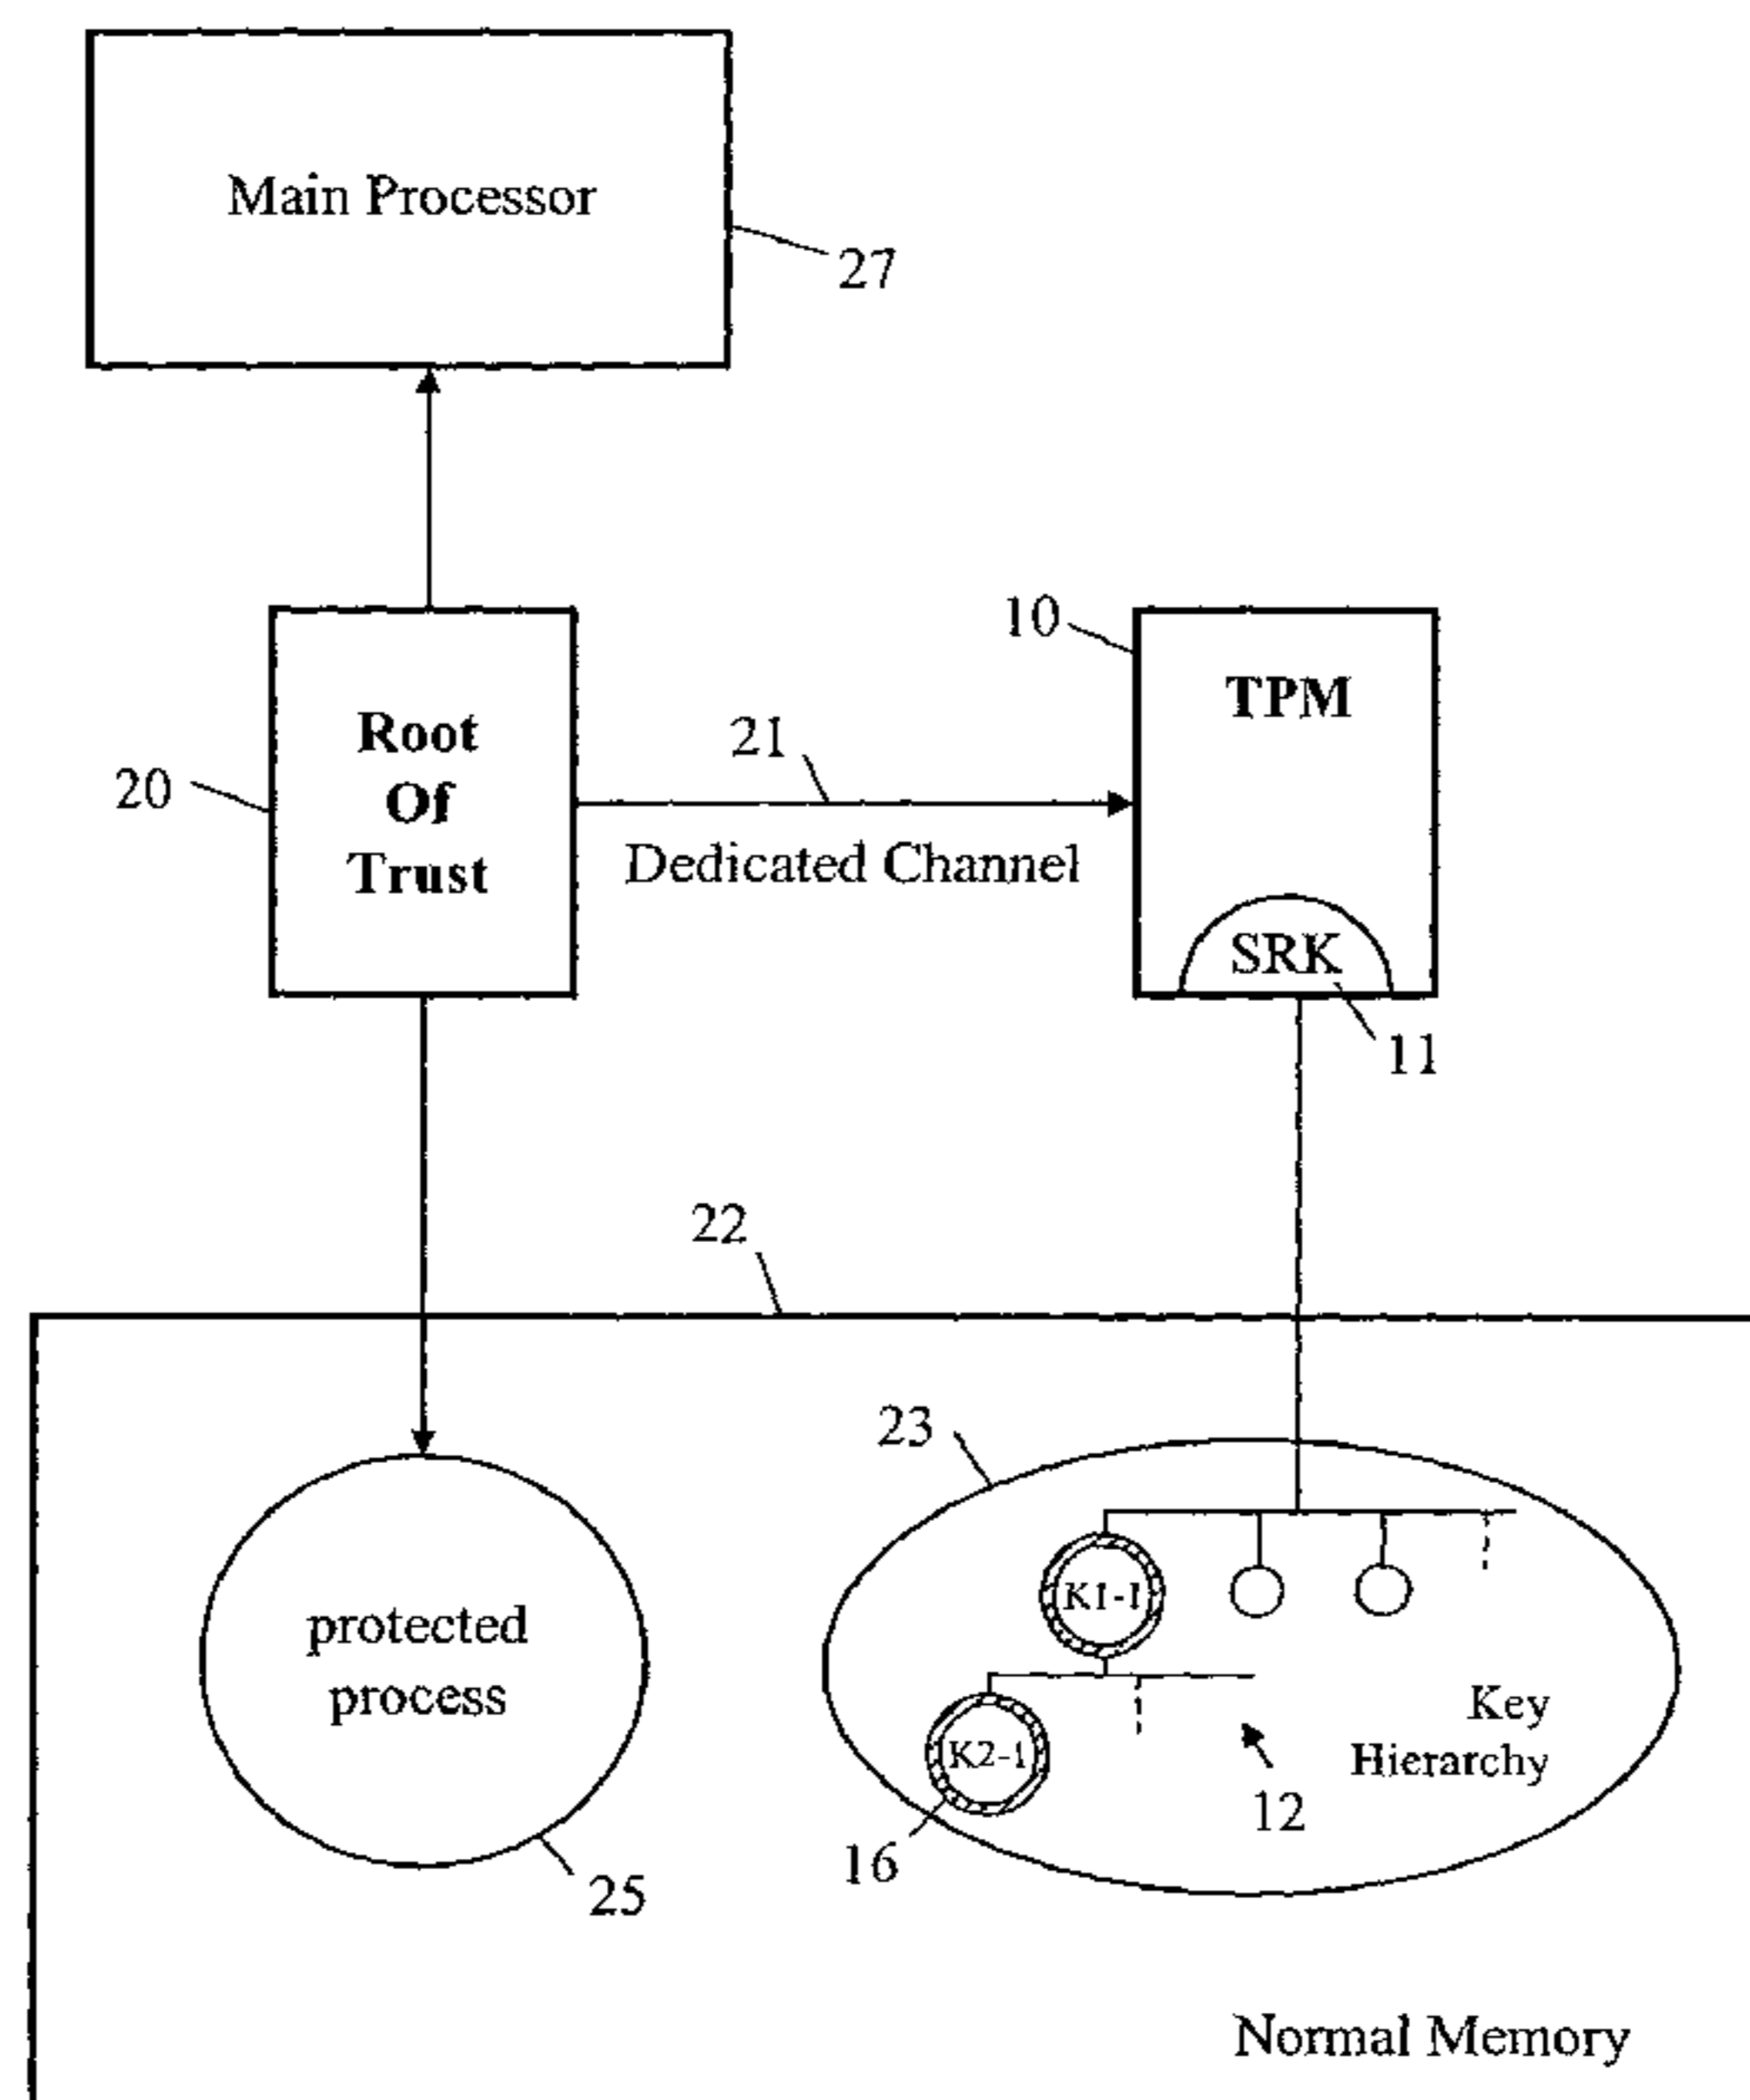 Main Processor
27
10
TPM
Root
Of
Trust
20
21
Dedicated Channel
SRK
11
22
23
K1-1
protected
process
K2-1
Key
Hierarchy
12
16
25
Normal Memory